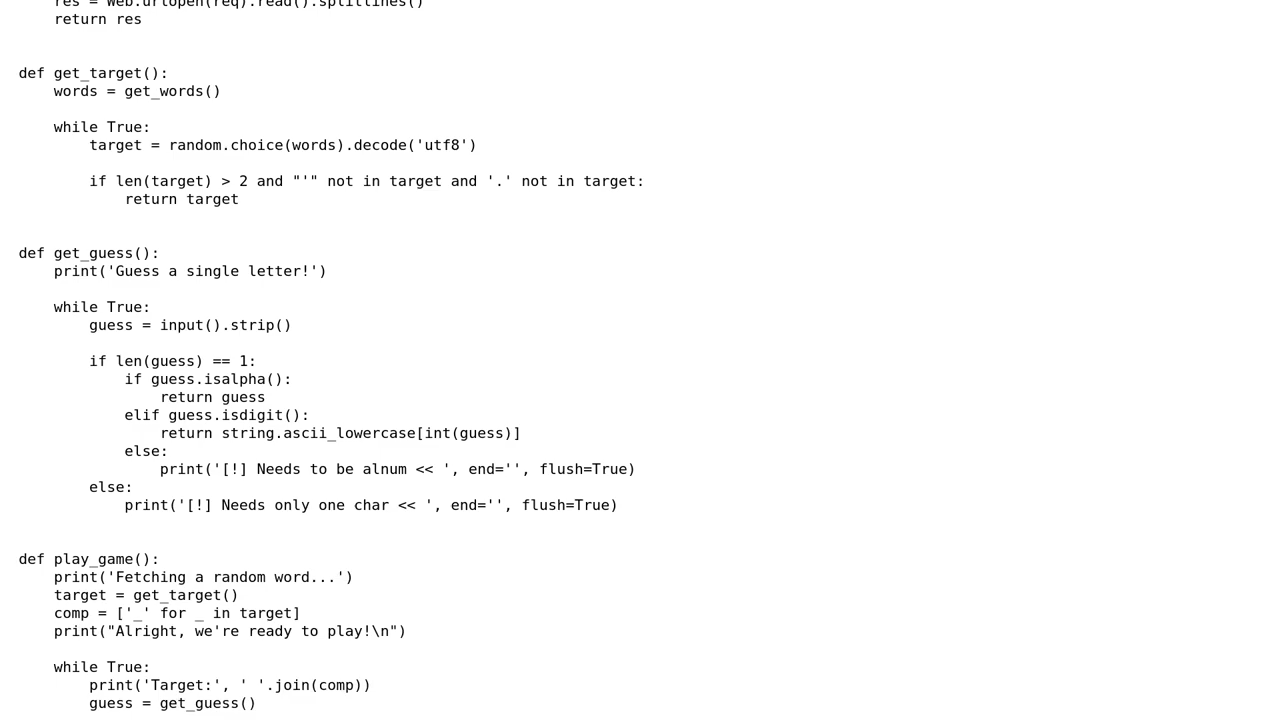 res = Web.urlopen(req).read().splitlines()
    return res
def get_target():
    words = get_words()
    while True:
        target = random.choice(words).decode('utf8')
        if len(target) > 2 and "'" not in target and '.' not in target:
            return target
def get_guess():
    print('Guess a single letter!')
    while True:
        guess = input().strip()
        if len(guess) == 1:
            if guess.isalpha():
                return guess
            elif guess.isdigit():
                return string.ascii_lowercase[int(guess)]
            else:
                print('[!] Needs to be alnum << ', end='', flush=True)
        else:
            print('[!] Needs only one char << ', end='', flush=True)
def play_game():
    print('Fetching a random word...')
    target = get_target()
    comp = ['_' for _ in target]
    print("Alright, we're ready to play!\n")
    while True:
        print('Target:', ' '.join(comp))
        guess = get_guess()